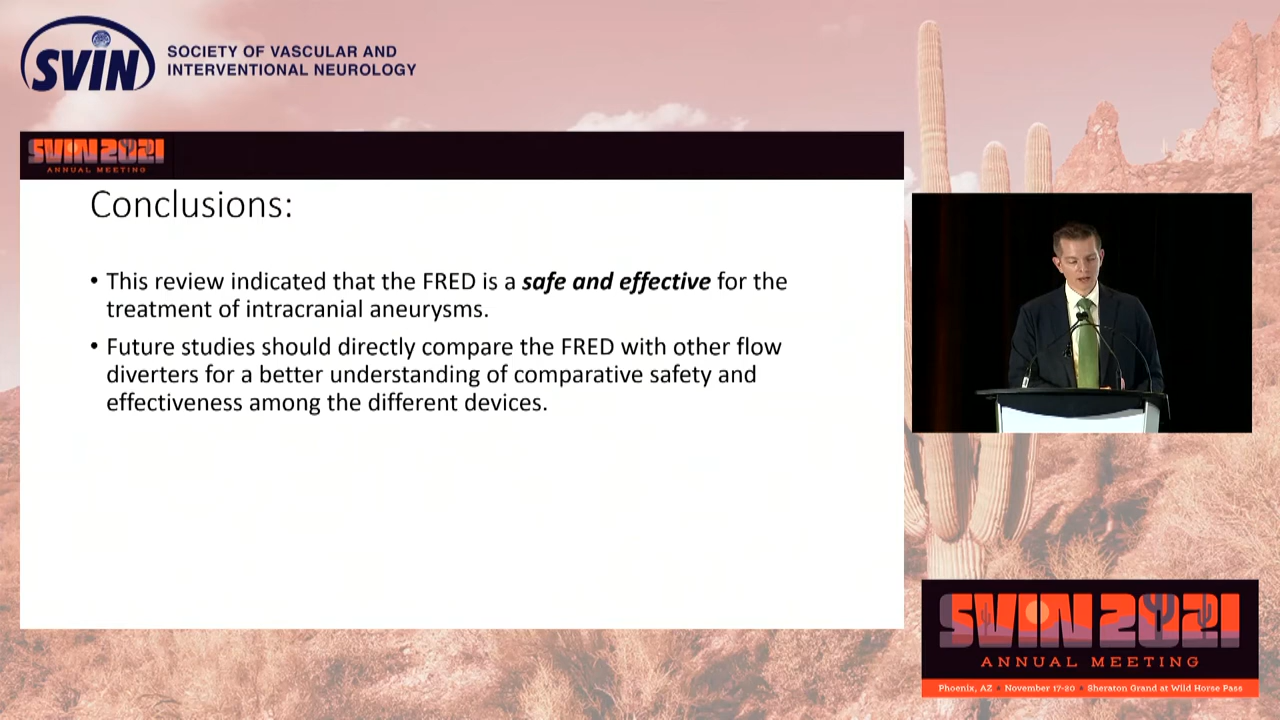 SVIN
SOCIETY OF VASCULAR AND
INTERVENTIONAL NEUROLOGY
SVIN 2021
ANNUAL MEETING
Conclusions:
• This review indicated that the FRED is a safe and effective for the
treatment of intracranial aneurysms.
• Future studies should directly compare the FRED with other flow
diverters for a better understanding of comparative safety and
effectiveness among the different devices.
SVIN 2021
ANNUAL MEETING
Phoenix, AZ • November 17-20 • Sheraton Grand at Wild Horse Pass